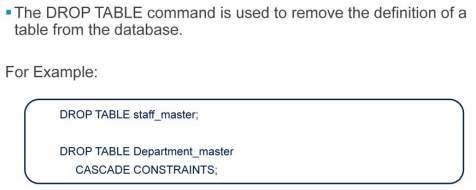 ▪ The DROP TABLE command is used to remove the definition of a
table from the database.
For Example:
DROP TABLE staff_master;
DROP TABLE Department_master
CASCADE CONSTRAINTS;